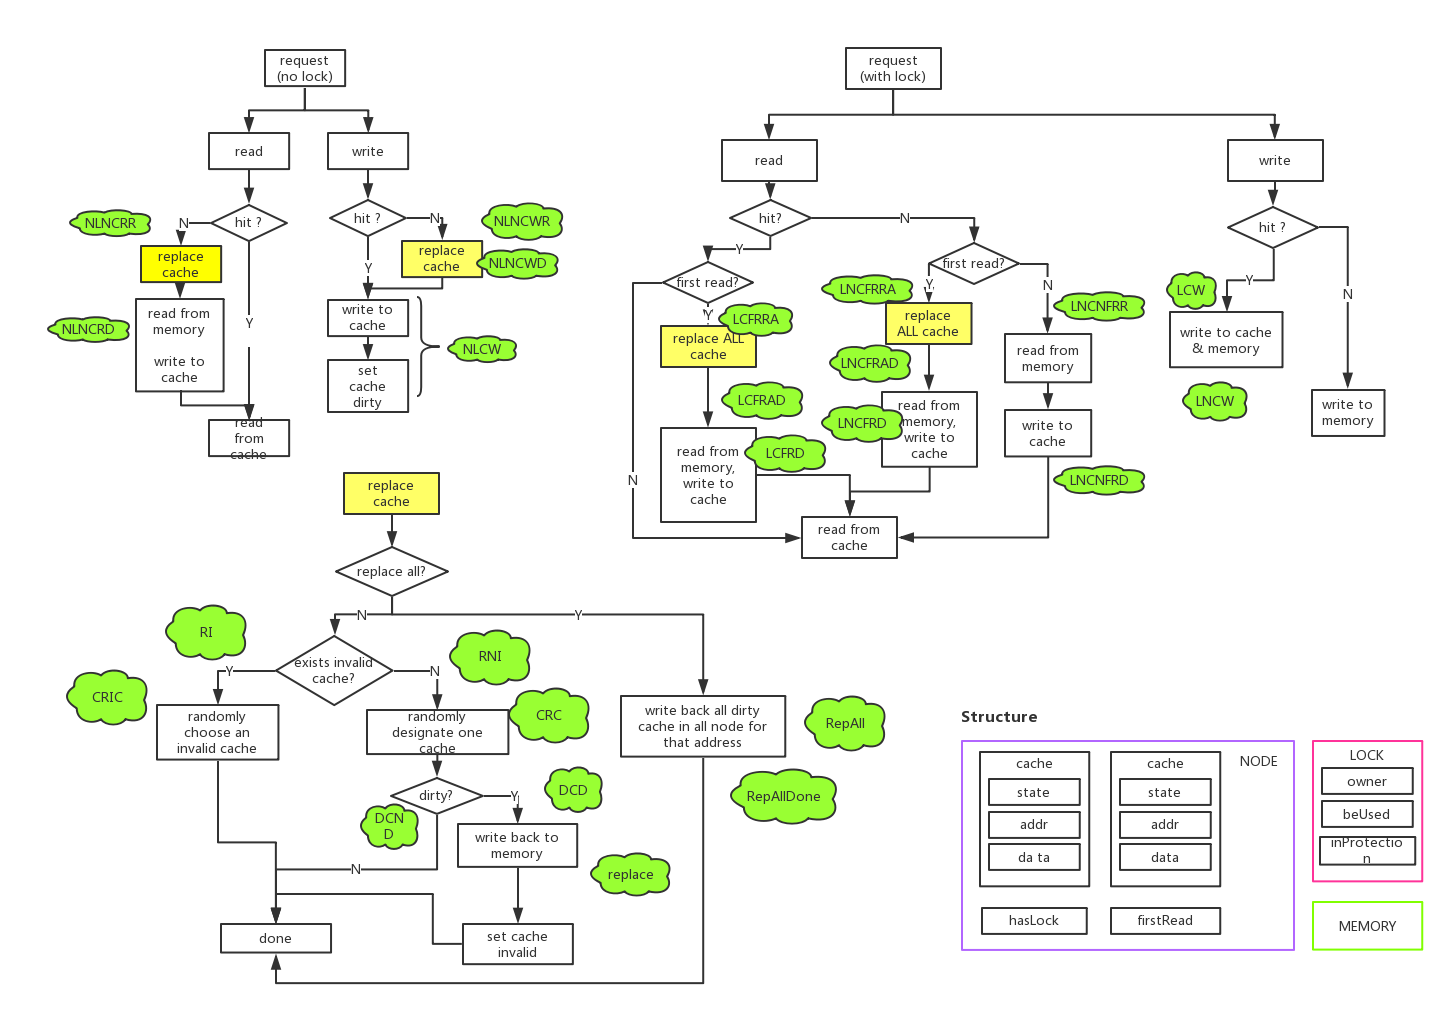 request
(no lock)
read
write
hit ?
N
NLNCRR
replace
cache
NLNCRD
read from
memory
write to
cache
Y
read
from
cache
hit ?
N
NLNCWR
replace
cache
NLNCWD
Y
write to
cache
set
cache
dirty
NLCW
request
(with lock)
read
write
hit?
N
Y
first read?
Y
LCFRRA
replace ALL
cache
LCFRAD
read from
memory,
write to
cache
LCFRD
N
first read?
LNCFRRA
Y
replace
ALL cache
LNCFRAD
read from
memory,
write to
cache
LNCFRD
N
LNCNFRR
read from
memory
write to
cache
LNCNFRD
read from
cache
hit ?
Y
LCW
write to cache
& memory
LNCW
N
write to
memory
replace
cache
replace all?
N
Y
RI
exists invalid
cache?
Y
N
RNI
CRIC
randomly
choose an
invalid cache
randomly
designate one
cache
CRC
write back all dirty
cache in all node for
that address
RepAll
RepAllDone
dirty?
Y
DCD
DCN
D
write back to
memory
N
replace
done
set cache
invalid
Structure
cache
state
addr
da ta
cache
state
addr
data
NODE
hasLock
firstRead
LOCK
owner
beUsed
inProtectio
n
MEMORY